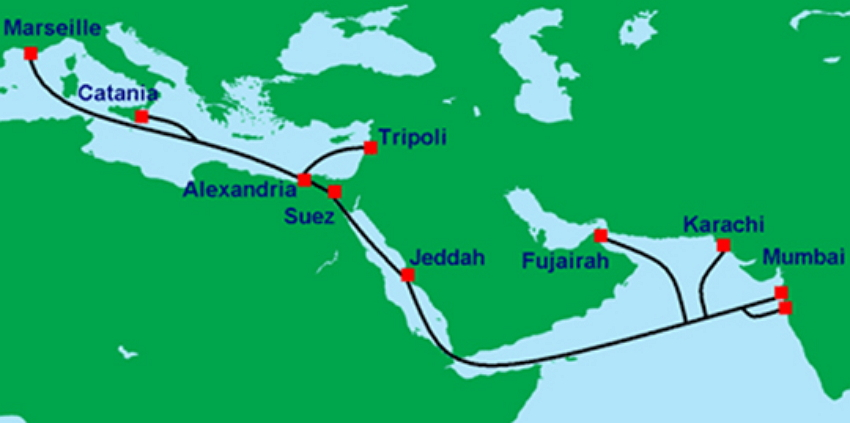 Marseille
Catania
Tripoli
Alexandria
Suez
Karachi
Jeddah
Fujairah
Mumbai